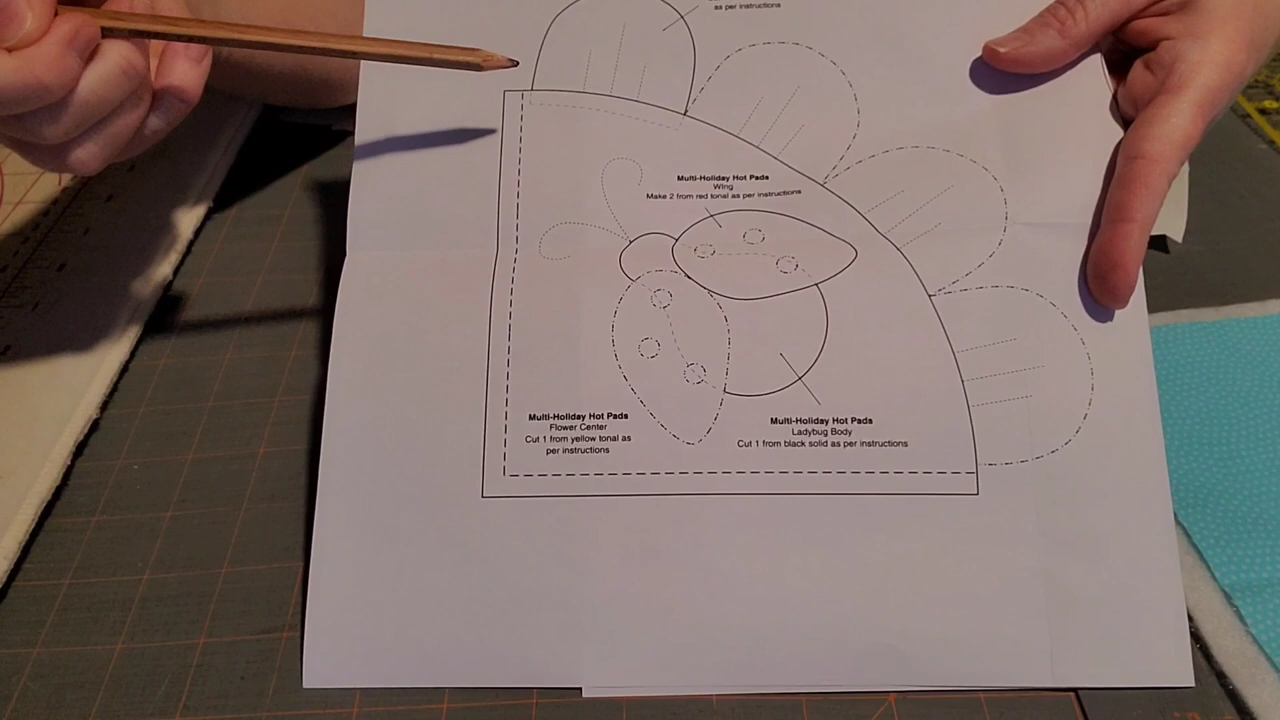 as per instructions
Multi-Holiday Hot Pads
Wing
Make 2 from red tonal as per instructions
Multi-Holiday Hot Pads
Flower Center
Cut 1 from yellow tonal as
per instructions
Multi-Holiday Hot Pads
Ladybug Body
Cut 1 from black solid as per instructions